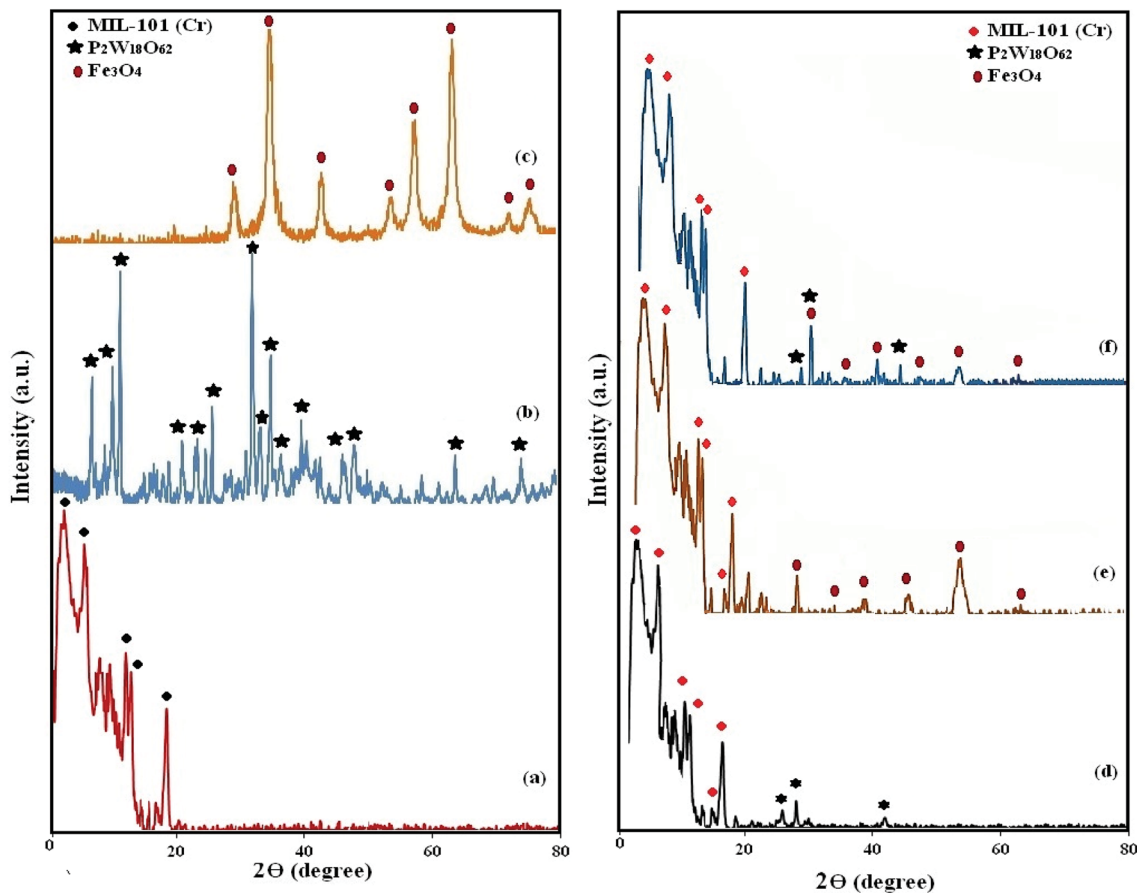 MIL-101 (Cr)
P2W18O62
Fe3O4
(c)
(b)
(a)
Intensity (a.u.)
0
20
40
60
80
2Θ (degree)
MIL-101 (Cr)
P2W18O62
Fe3O4
(f)
(e)
(d)
Intensity (a.u.)
0
20
40
60
80
2Θ (degree)